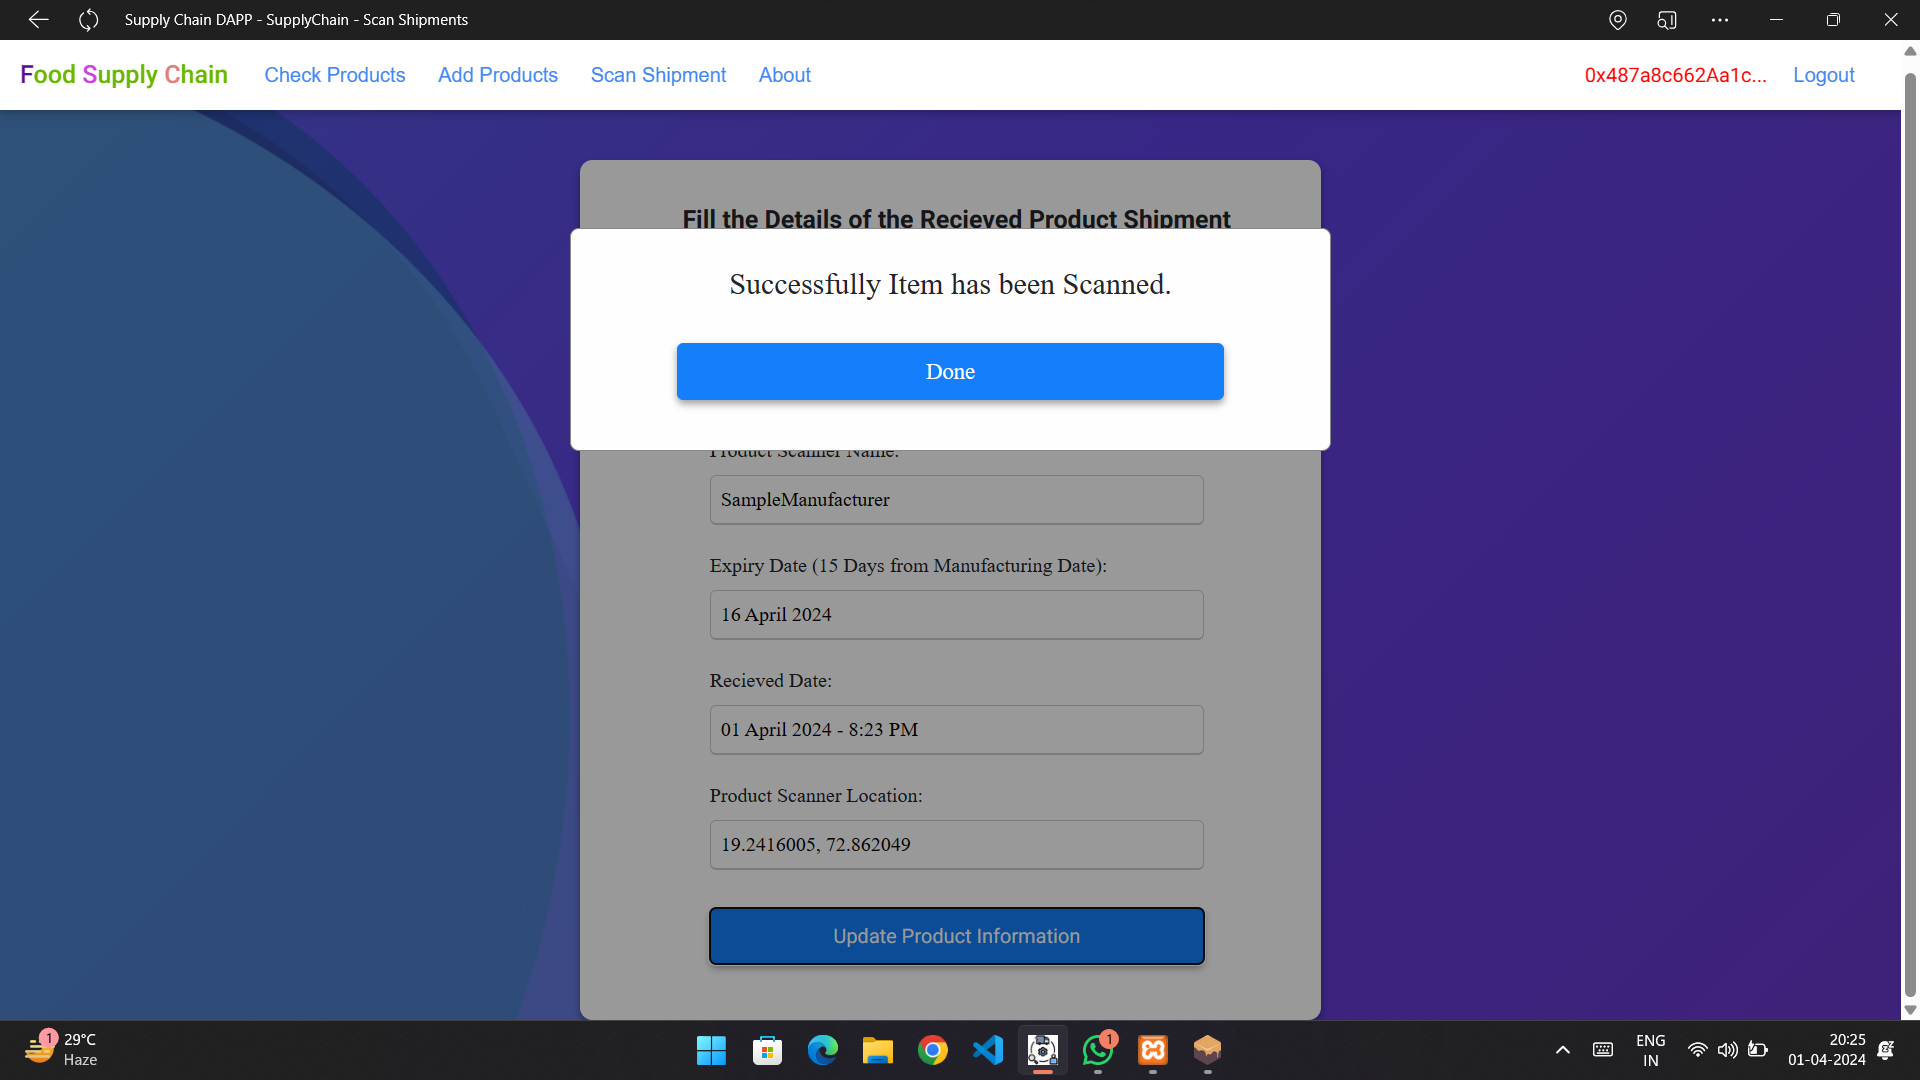 Supply Chain DAPP - SupplyChain - Scan Shipments
Food Supply Chain Check Products Add Products Scan Shipment About 0x487a8c662Aa1c... Logout
Fill the Details of the Recieved Product Shipment
Successfully Item has been Scanned.
Done
Product Scanner Name:
SampleManufacturer
Expiry Date (15 Days from Manufacturing Date):
16 April 2024
Recieved Date:
01 April 2024 - 8:23 PM
Product Scanner Location:
19.2416005, 72.862049
Update Product Information
1
29°C
Haze
1
ENG
IN
20:25
01-04-2024